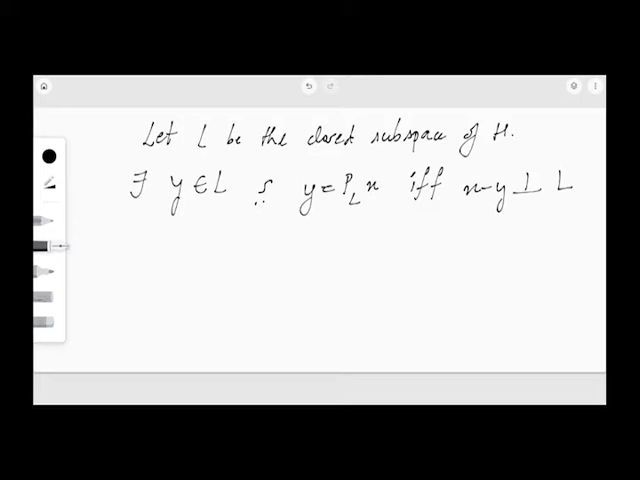 Let L be the closed subspace of H.
∃ y ∈ L s.t. y = P_L x iff x-y ⊥ L